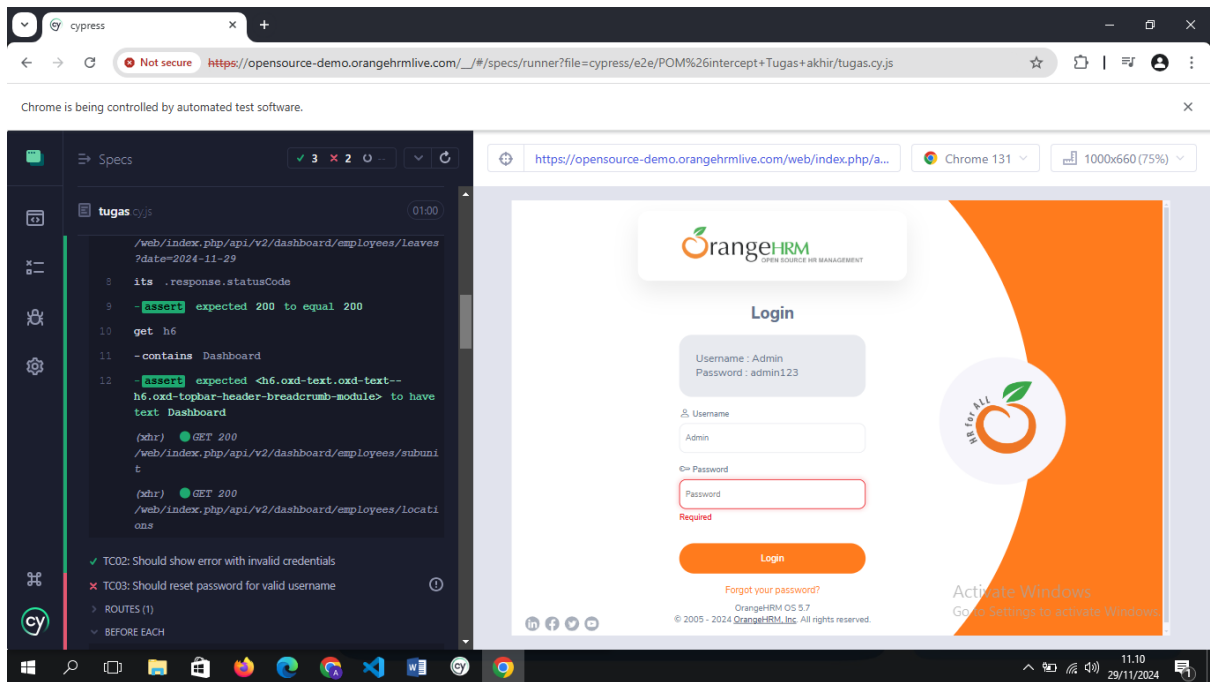 cypress
Not secure https://opensource-demo.orangehrmlive.com/__/#/specs/runner?file=cypress/e2e/POM%26intercept+Tugas+akhir/tugas.cy.js
Chrome is being controlled by automated test software.
Specs
3 2 --
https://opensource-demo.orangehrmlive.com/web/index.php/a...
Chrome 131
1000x660 (75%)
tugas cy.js 01:00
/web/index.php/api/v2/dashboard/employees/leaves
?date=2024-11-29
8 its .response.statusCode
9 -assert expected 200 to equal 200
10 get h6
11 -contains Dashboard
12 -assert expected <h6.oxd-text.oxd-text--
h6.oxd-topbar-header-breadcrumb-module> to have
text Dashboard
(xhr) GET 200
/web/index.php/api/v2/dashboard/employees/subuni
t
(xhr) GET 200
/web/index.php/api/v2/dashboard/employees/locati
ons
TC02: Should show error with invalid credentials
TC03: Should reset password for valid username
ROUTES (1)
BEFORE EACH
cy
OrangeHRM
OPEN SOURCE HR MANAGEMENT
Login
Username : Admin
Password : admin123
Username
Admin
Password
Password
Required
Login
Forgot your password?
OrangeHRM OS 5.7
© 2005 - 2024 OrangeHRM, Inc. All rights reserved.
HR for ALL
Activate Windows
Go to Settings to activate Windows.
11.10
29/11/2024
1